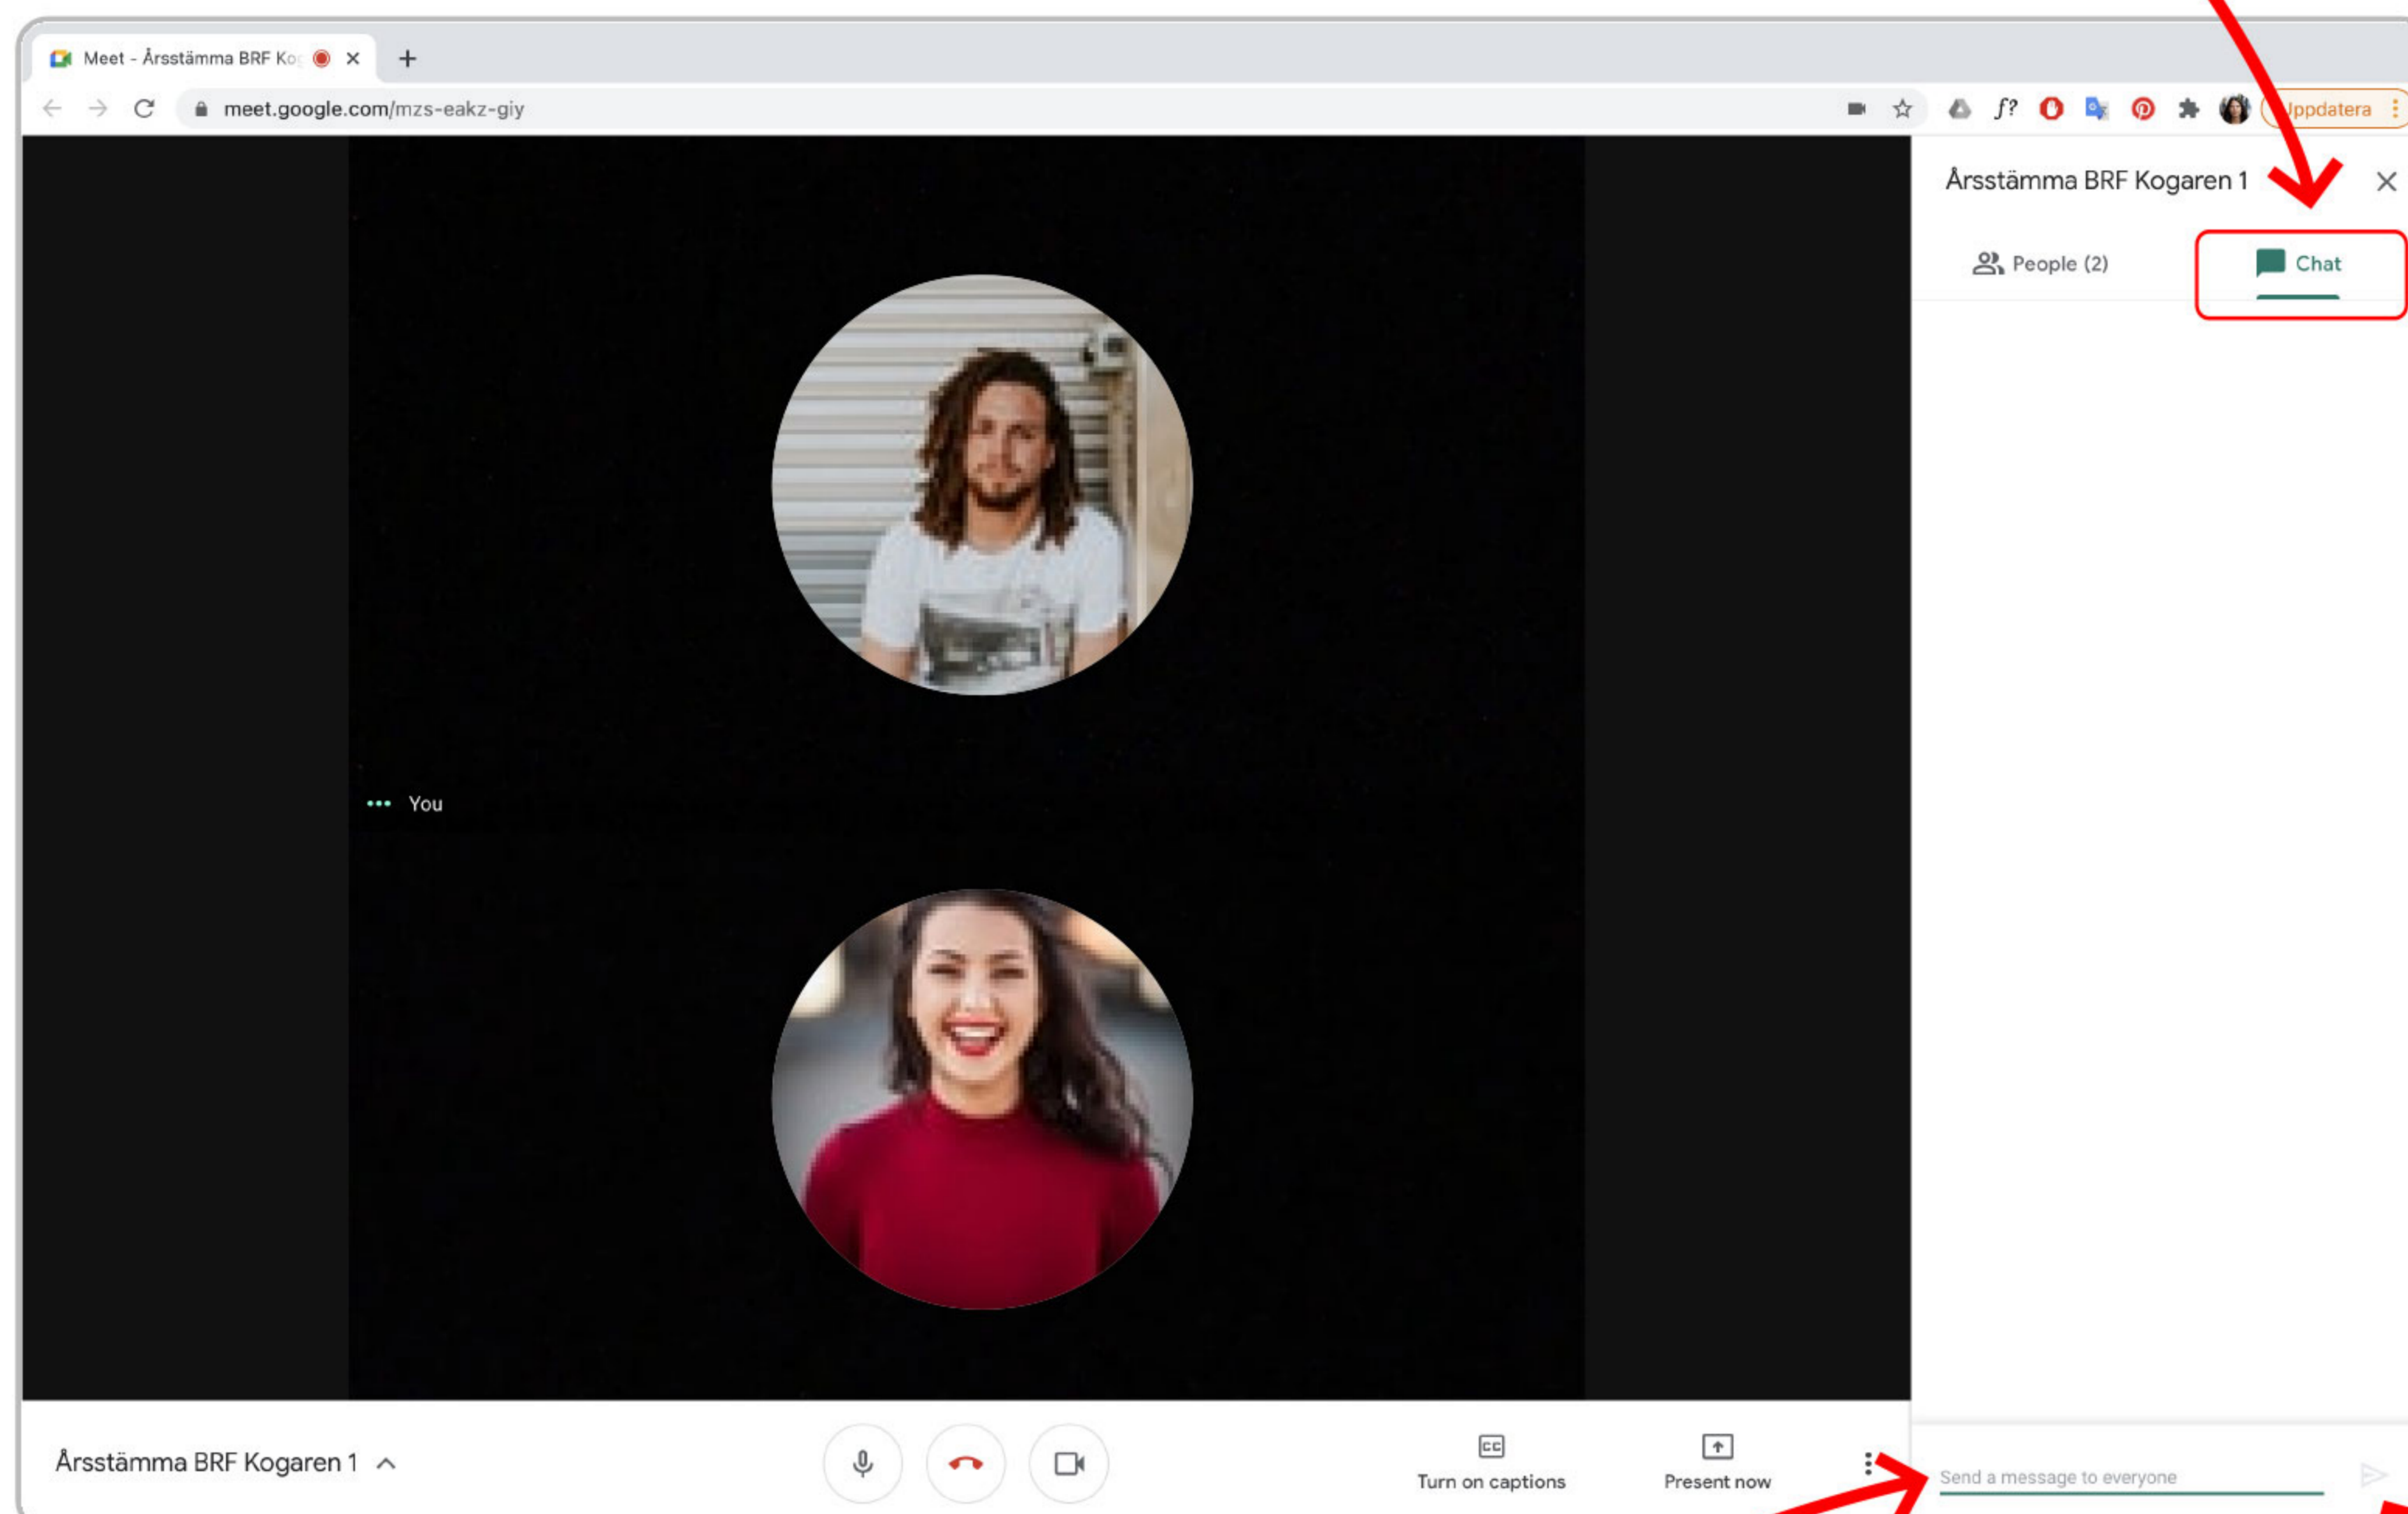 Meet - Årsstämma BRF Ko
meet.google.com/mzs-eakz-giy
f?
Uppdatera
Årsstämma BRF Kogaren 1
People (2)
Chat
You
Årsstämma BRF Kogaren 1
CC
Turn on captions
Present now
Send a message to everyone